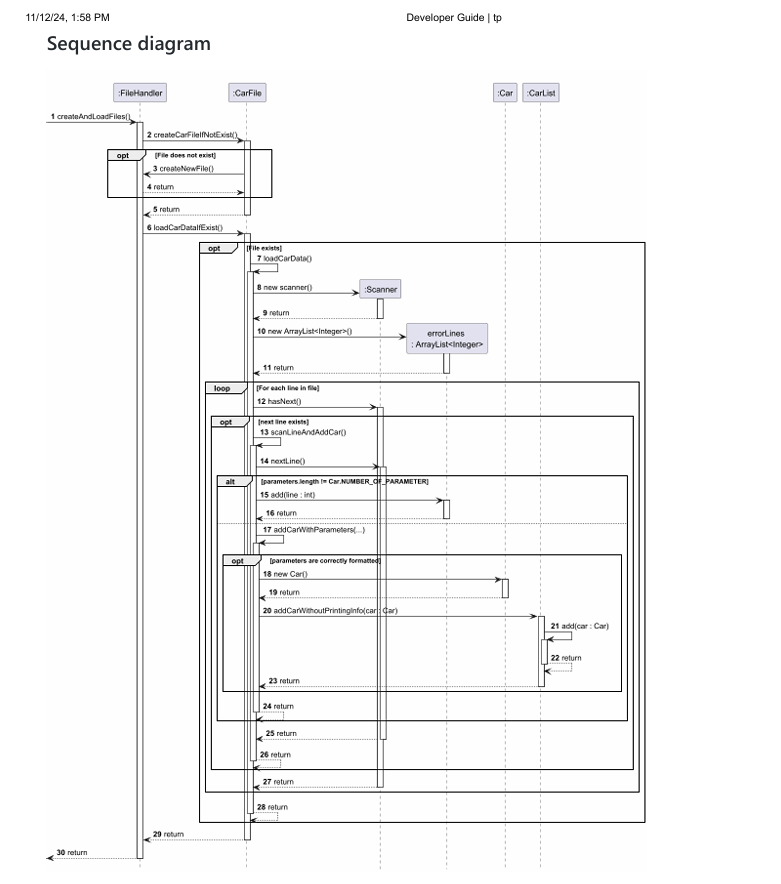 11/12/24, 1:58 PM Developer Guide | tp
Sequence diagram
:FileHandler :CarFile :Car :CarList
1 createAndLoadFiles()
2 createCarFileIfNotExist()
opt [File does not exist]
3 createNewFile()
4 return
5 return
6 loadCarDataIfExist()
opt [File exists]
7 loadCarData()
8 new scanner() :Scanner
9 return
10 new ArrayList<Integer>() errorLines
: ArrayList<Integer>
11 return
loop [For each line in file]
12 hasNext()
opt [next line exists]
13 scanLineAndAddCar()
14 nextLine()
alt [parameters.length != Car.NUMBER_OF_PARAMETER]
15 add(line : int)
16 return
17 addCarWithParameters(...)
opt [parameters are correctly formatted]
18 new Car()
19 return
20 addCarWithoutPrintingInfo(car : Car)
21 add(car : Car)
22 return
23 return
24 return
25 return
26 return
27 return
28 return
29 return
30 return